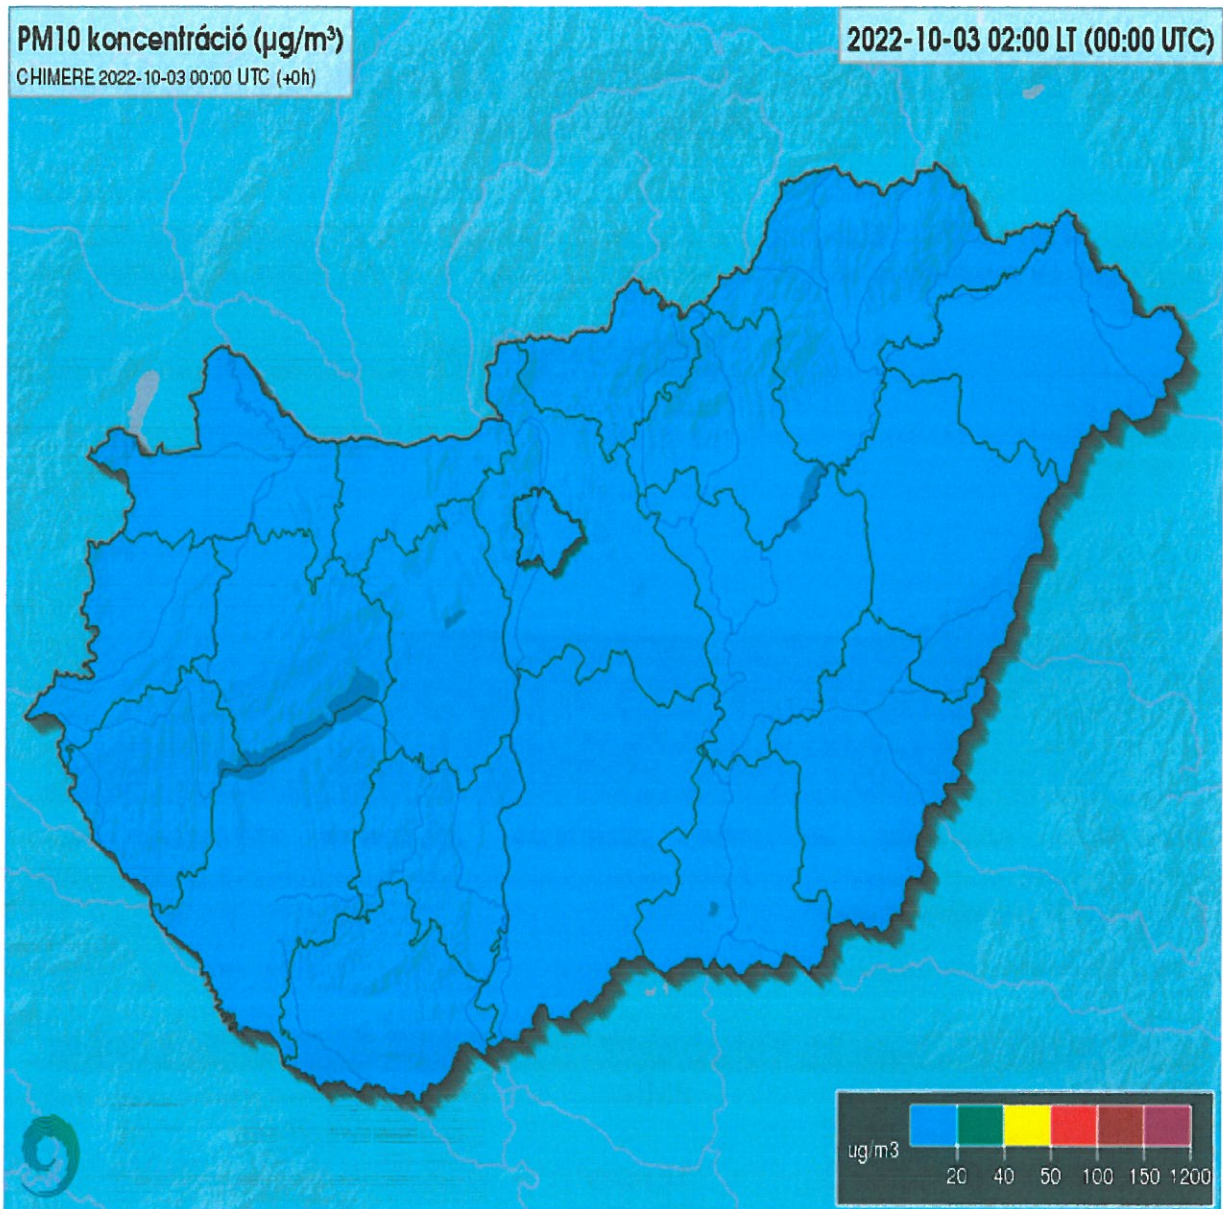 PM10 koncentráció (µg/m³)
CHIMERE 2022-10-03 00:00 UTC (+0h)
2022-10-03 02:00 LT (00:00 UTC)
ug/m3
20 40 50 100 150 1200